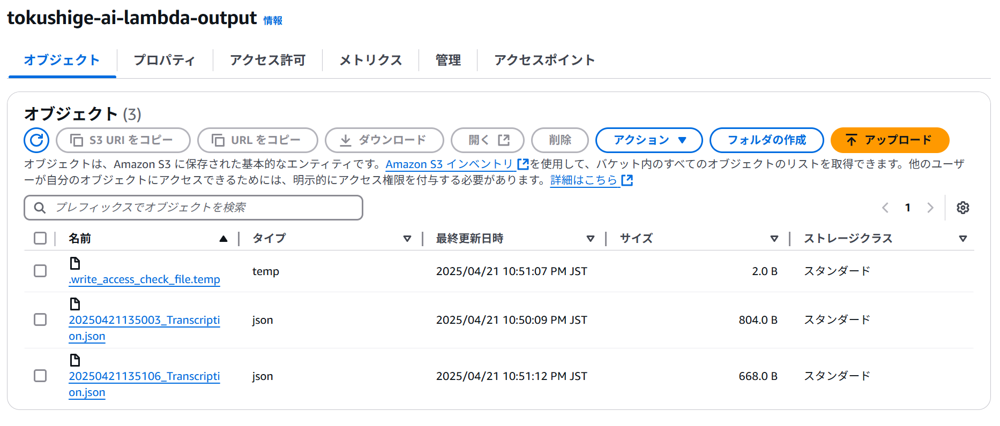 tokushige-ai-lambda-output 情報
オブジェクト プロパティ アクセス許可 メトリクス 管理 アクセスポイント
オブジェクト (3)
S3 URI をコピー URL をコピー ダウンロード 開く 削除 アクション フォルダの作成 アップロード
オブジェクトは、Amazon S3 に保存された基本的なエンティティです。Amazon S3 インベントリ を使用して、バケット内のすべてのオブジェクトのリストを取得できます。他のユーザ
ーが自分のオブジェクトにアクセスできるためには、明示的にアクセス権限を付与する必要があります。詳細はこちら
プレフィックスでオブジェクトを検索 1
名前 タイプ 最終更新日時 サイズ ストレージクラス
.write_access_check_file.temp temp 2025/04/21 10:51:07 PM JST 2.0 B スタンダード
20250421135003_Transcripti
on.json json 2025/04/21 10:50:09 PM JST 804.0 B スタンダード
20250421135106_Transcripti
on.json json 2025/04/21 10:51:12 PM JST 668.0 B スタンダード